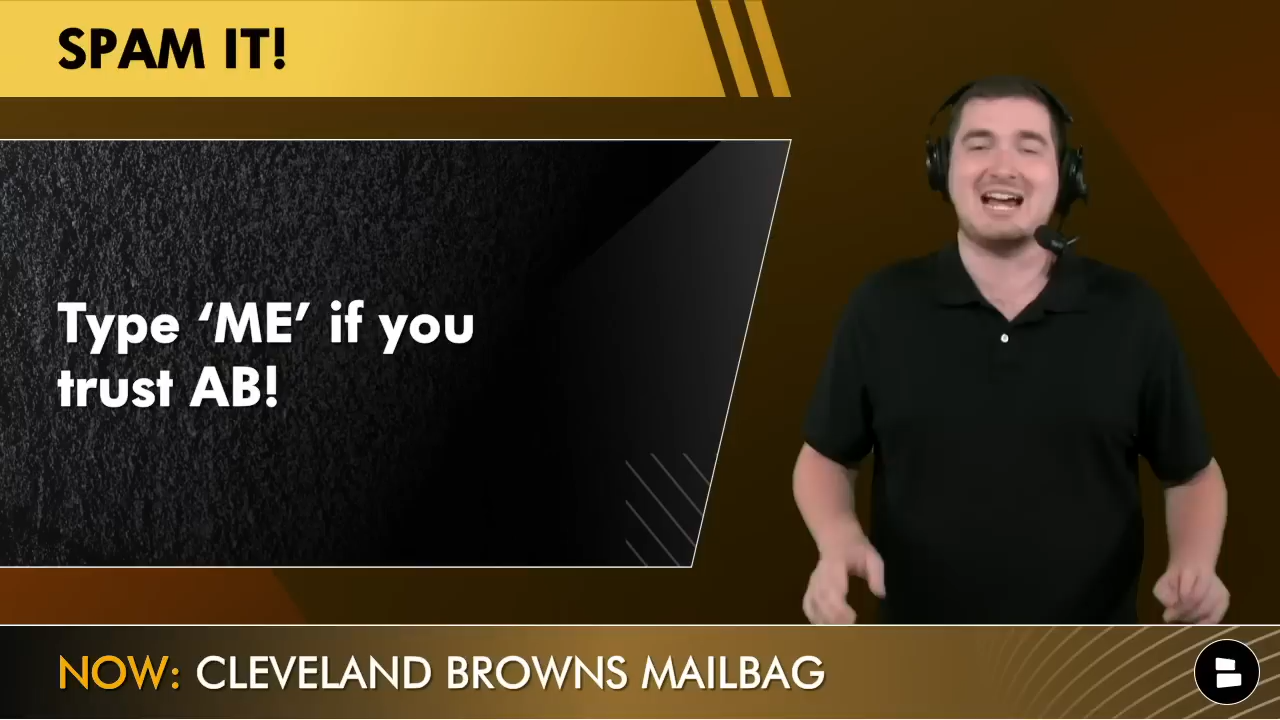 SPAM IT!
Type ‘ME’ if you
trust AB!
NOW: CLEVELAND BROWNS MAILBAG